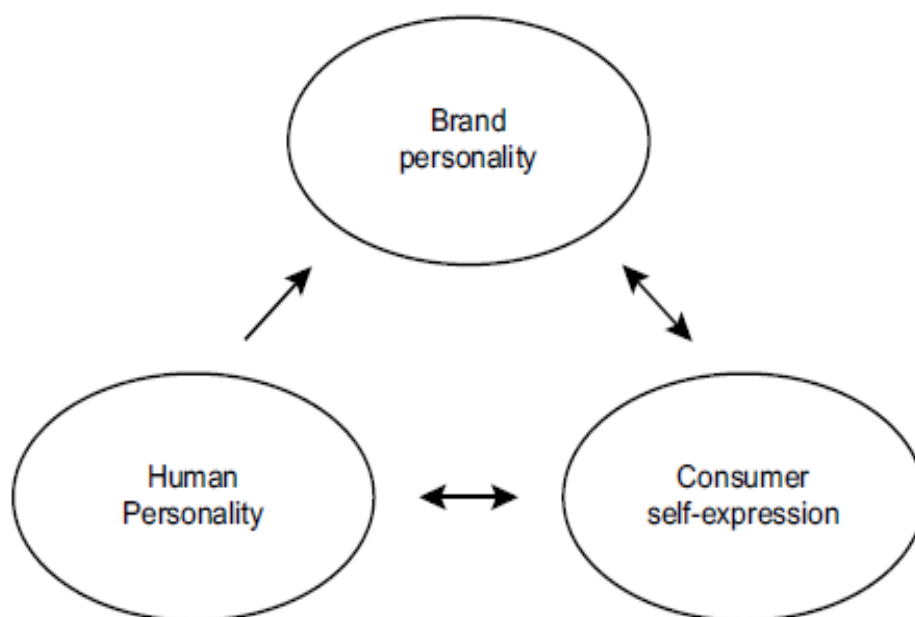 Brand
personality
Human
Personality
Consumer
self-expression